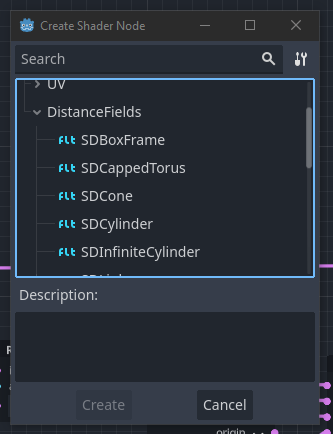 Create Shader Node
Search
UV
DistanceFields
SDBoxFrame
SDCappedTorus
SDCone
SDCylinder
SDInfiniteCylinder
Description:
Create
Cancel
origin